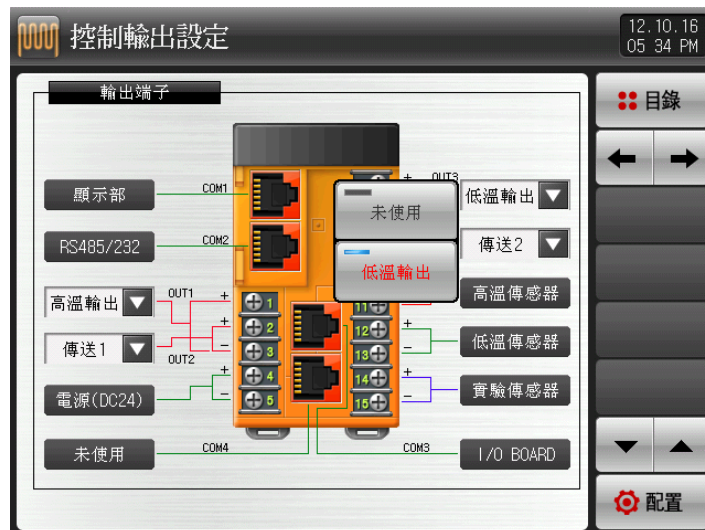 控制輸出設定
12.10.16
05 34 PM
輸出端子
目錄
顯示部
COM1
+
OUT3
低溫輸出
未使用
RS485/232
COM2
傳送2
低溫輸出
高溫輸出
OUT1
+
1
11
高溫傳感器
+
2
12
+
傳送1
OUT2
-
3
13
-
低溫傳感器
電源(DC24)
+
4
14
+
-
5
15
-
實驗傳感器
未使用
COM4
COM3
I/O BOARD
配置